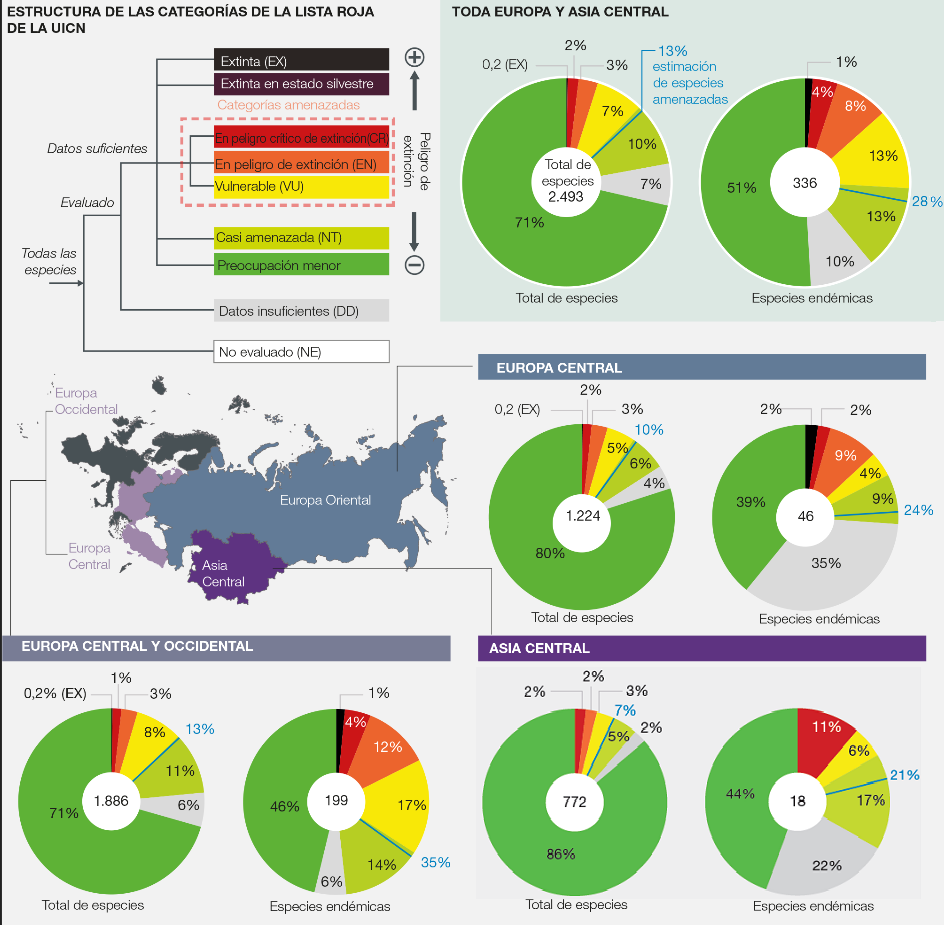 ESTRUCTURA DE LAS CATEGORÍAS DE LA LISTA ROJA
DE LA UICN
Extinta (EX)
Extinta en estado silvestre
Categorías amenazadas
Datos suficientes
En peligro crítico de extinción(CR)
En peligro de extinción (EN)
Vulnerable (VU)
Peligro de
extinción
Evaluado
Casi amenazada (NT)
Todas las
especies
Preocupación menor
Datos insuficientes (DD)
No evaluado (NE)
TODA EUROPA Y ASIA CENTRAL
0,2 (EX)
2%
3%
13%
estimación
de especies
amenazadas
7%
10%
7%
71%
Total de
especies
2.493
Total de especies
1%
4%
8%
13%
28%
13%
10%
51%
336
Especies endémicas
Europa
Occidental
Europa Oriental
Europa
Central
Asia
Central
EUROPA CENTRAL
0,2 (EX)
2%
3%
10%
5%
6%
4%
80%
1.224
Total de especies
2%
2%
9%
4%
9%
24%
35%
39%
46
Especies endémicas
EUROPA CENTRAL Y OCCIDENTAL
0,2% (EX)
1%
3%
8%
13%
11%
6%
71%
1.886
Total de especies
1%
4%
12%
17%
35%
14%
6%
46%
199
Especies endémicas
ASIA CENTRAL
2%
2%
3%
7%
5%
2%
86%
772
Total de especies
11%
6%
21%
17%
22%
44%
18
Especies endémicas